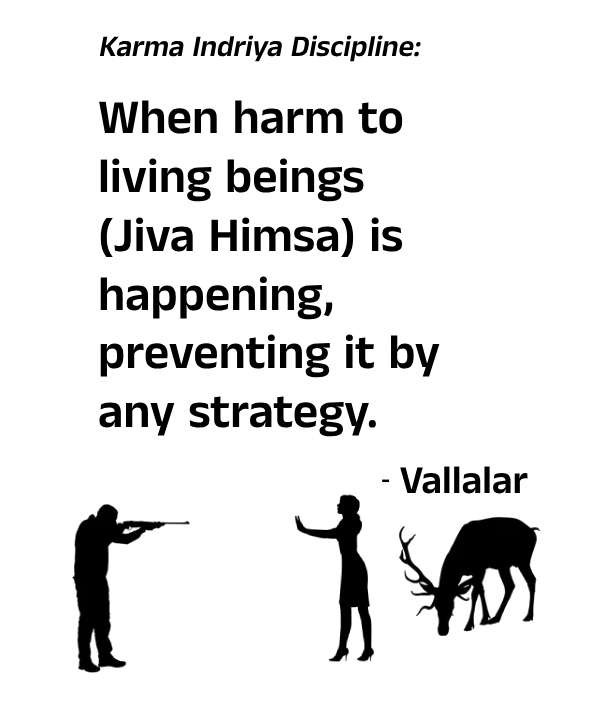 Karma Indriya Discipline:
When harm to
living beings
(Jiva Himsa) is
happening,
preventing it by
any strategy.
- Vallalar